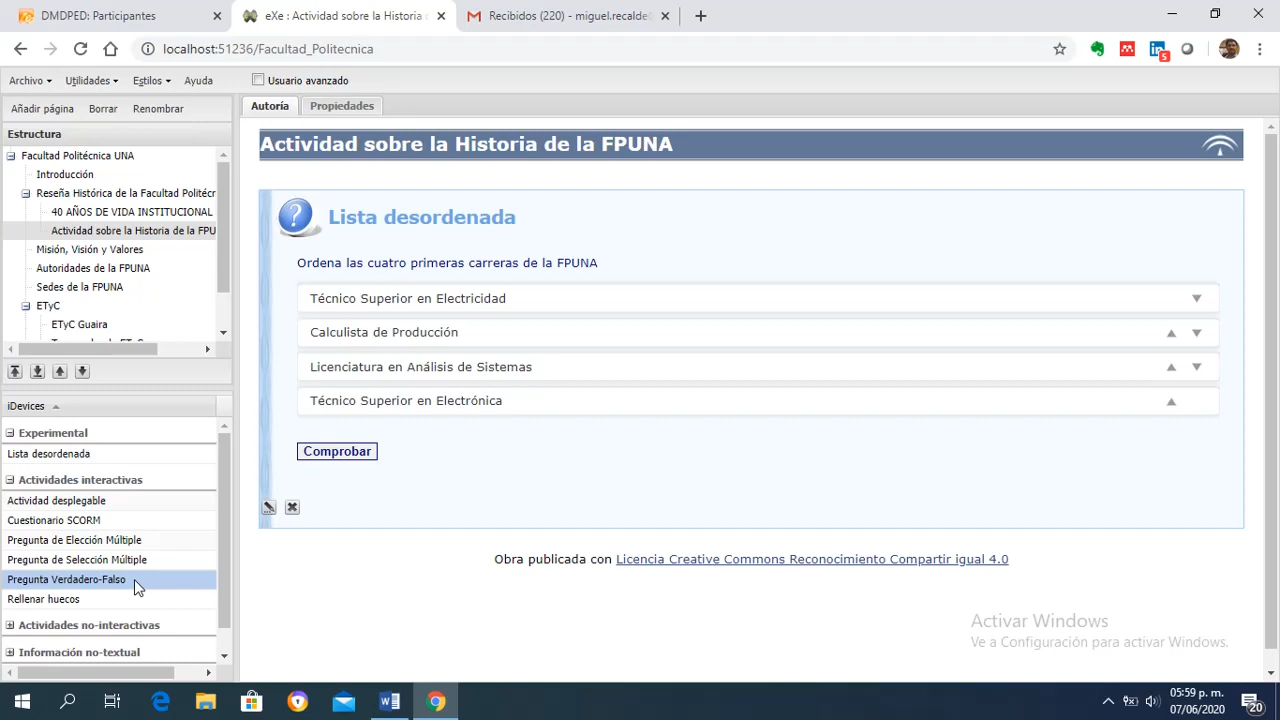 DMDPED: Participantes
eXe : Actividad sobre la Historia
Recibidos (220) - miguel.recalde
localhost:51236/Facultad_Politecnica
5
Archivo
Utilidades
Estilos
Ayuda
Usuario avanzado
Añadir página
Borrar
Renombrar
Autoría
Propiedades
Estructura
Facultad Politécnica UNA
Introducción
Reseña Histórica de la Facultad Politécr
40 AÑOS DE VIDA INSTITUCIONAL
Actividad sobre la Historia de la FPU
Misión, Visión y Valores
Autoridades de la FPUNA
Sedes de la FPUNA
ETyC
ETyC Guaira
iDevices
Experimental
Lista desordenada
Actividades interactivas
Actividad desplegable
Cuestionario SCORM
Pregunta de Elección Múltiple
Pregunta de Selección Múltiple
Pregunta Verdadero-Falso
Rellenar huecos
Actividades no-interactivas
Información no-textual
Actividad sobre la Historia de la FPUNA
Lista desordenada
Ordena las cuatro primeras carreras de la FPUNA
Técnico Superior en Electricidad
Calculista de Producción
Licenciatura en Análisis de Sistemas
Técnico Superior en Electrónica
Comprobar
Obra publicada con Licencia Creative Commons Reconocimiento Compartir igual 4.0
Activar Windows
Ve a Configuración para activar Windows.
05:59 p. m.
07/06/2020
20